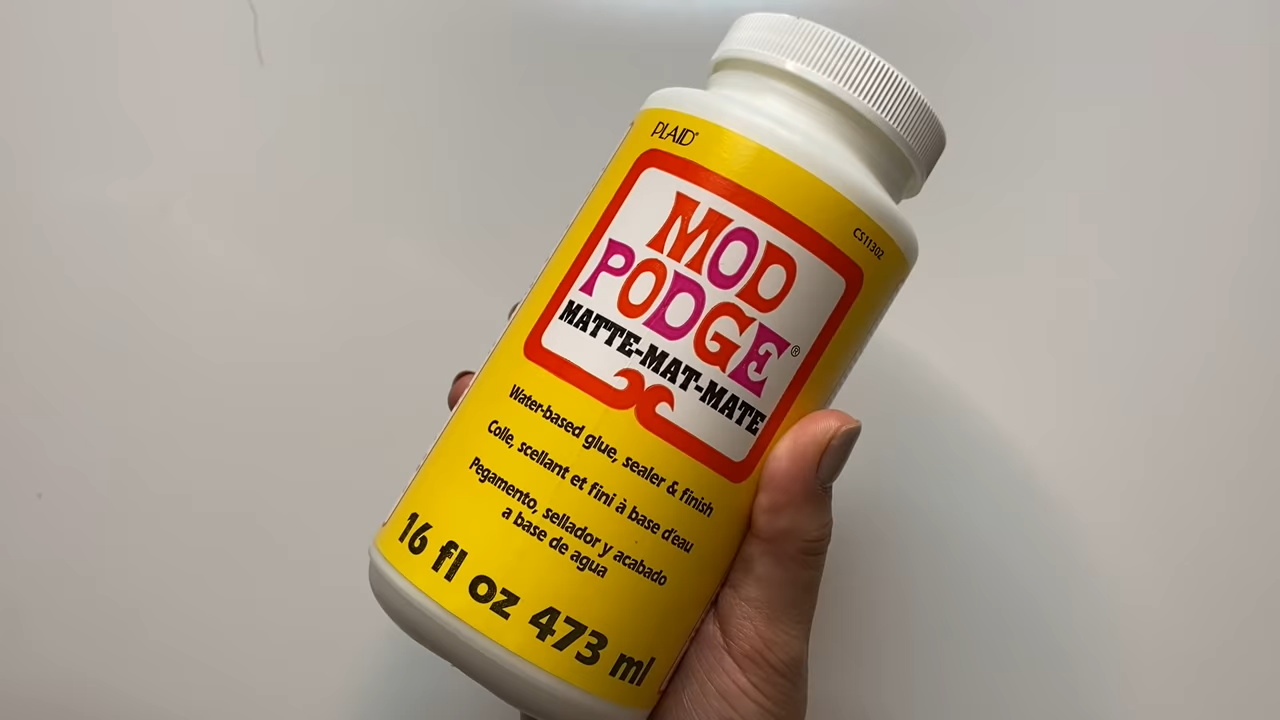 PLAID®
CS11302
MOD
PODGE®
MATTE-MAT-MATE
Water-based glue, sealer & finish
Colle, scellant et fini à base d'eau
Pegamento, sellador y acabado
a base de agua
16 fl oz 473 ml